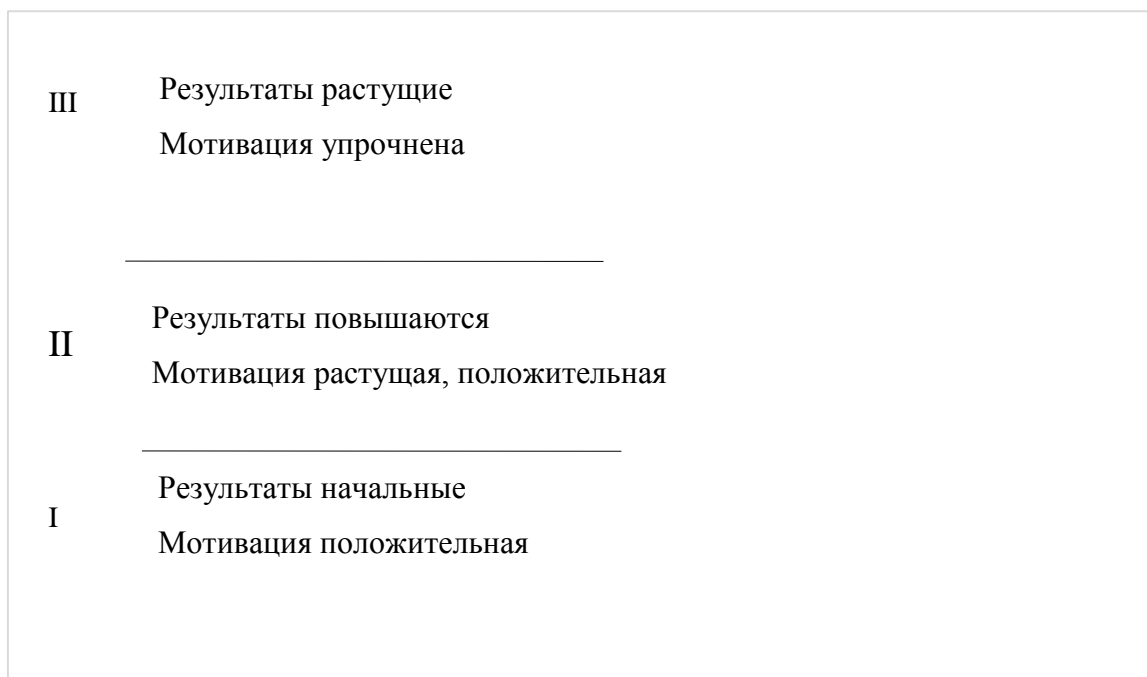 III
Результаты растущие
Мотивация упрочнена
II
Результаты повышаются
Мотивация растущая, положительная
I
Результаты начальные
Мотивация положительная